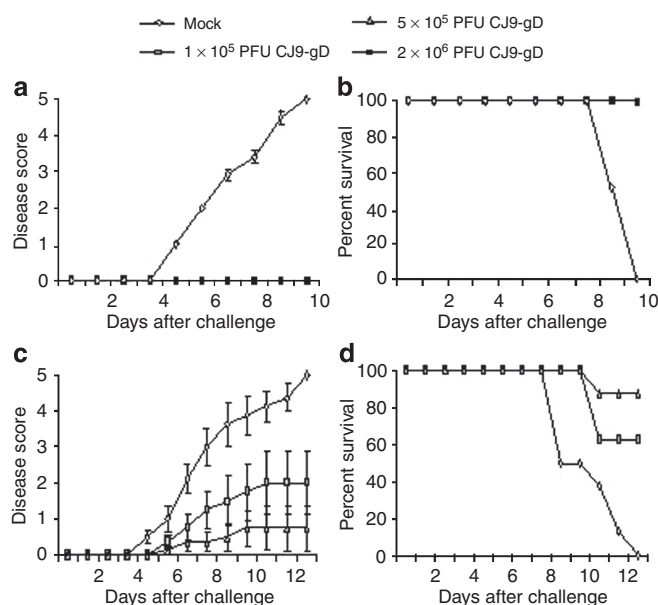 Mock
1 × 10⁵ PFU CJ9-gD
5 × 10⁵ PFU CJ9-gD
2 × 10⁶ PFU CJ9-gD
a
Disease score
5
4
3
2
1
0
2 4 6 8 10
Days after challenge
b
Percent survival
100
80
60
40
20
0
2 4 6 8 10
Days after challenge
c
Disease score
5
4
3
2
1
0
2 4 6 8 10 12
Days after challenge
d
Percent survival
100
80
60
40
20
0
2 4 6 8 10 12
Days after challenge